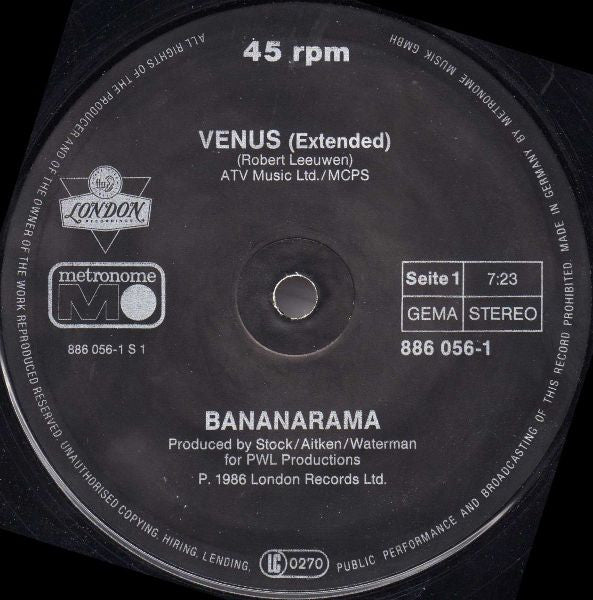 45 rpm
VENUS (Extended)
(Robert Leeuwen)
ATV Music Ltd./MCPS
LONDON
RECORDINGS
metronome
M
886 056-1 S 1
Seite 1 7:23
GEMA STEREO
886 056-1
BANANARAMA
Produced by Stock/Aitken/Waterman
for PWL Productions
P. 1986 London Records Ltd.
ALL RIGHTS OF THE PRODUCER AND OF THE OWNER OF THE WORK REPRODUCED RESERVED UNAUTHORISED COPYING, HIRING, LENDING, LC 0270 PUBLIC PERFORMANCE AND BROADCASTING OF THIS RECORD PROHIBITED MADE IN GERMANY BY METRONOME MUSIK GMBH